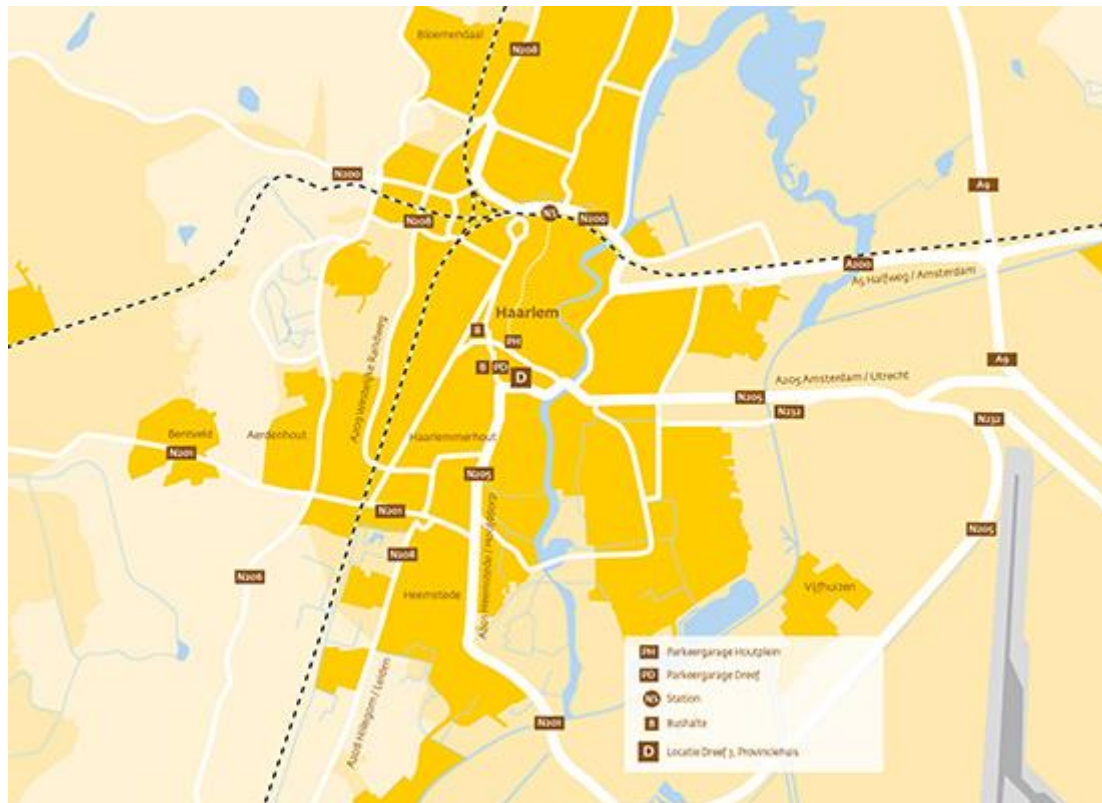 Bloemendaal
N208
N200
A9
N208
NS
N200
A200
A5 Halfweg / Amsterdam
Haarlem
B
PH
B
PD
D
A9
A205 Amsterdam / Utrecht
N205
N232
N232
A209 Westelijke Randweg
Bentveld
Aerdenhout
Haarlemmerhout
N201
N205
N201
N205
N208
N206
Heemstede
Vijfhuizen
A208 Hillegom / Leiden
N201
PH Parkeergarage Houtplein
PD Parkeergarage Dreef
NS Station
B Bushalte
D Locatie Dreef 3, Provinciehuis